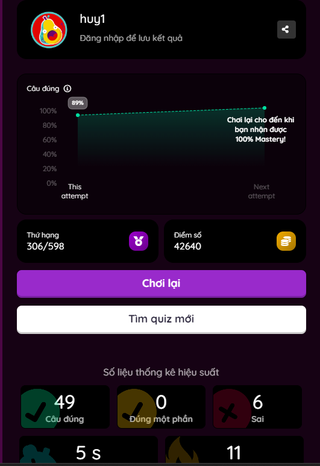 huy1
Đăng nhập để lưu kết quả
Câu đúng
89%
100%
80%
60%
40%
20%
0%
Chơi lại cho đến khi
bạn nhận được
100% Mastery!
This
attempt
Next
attempt
Thứ hạng
306/598
Điểm số
42640
Chơi lại
Tìm quiz mới
Số liệu thống kê hiệu suất
49
Câu đúng
0
Đúng một phần
6
Sai
5 s
11